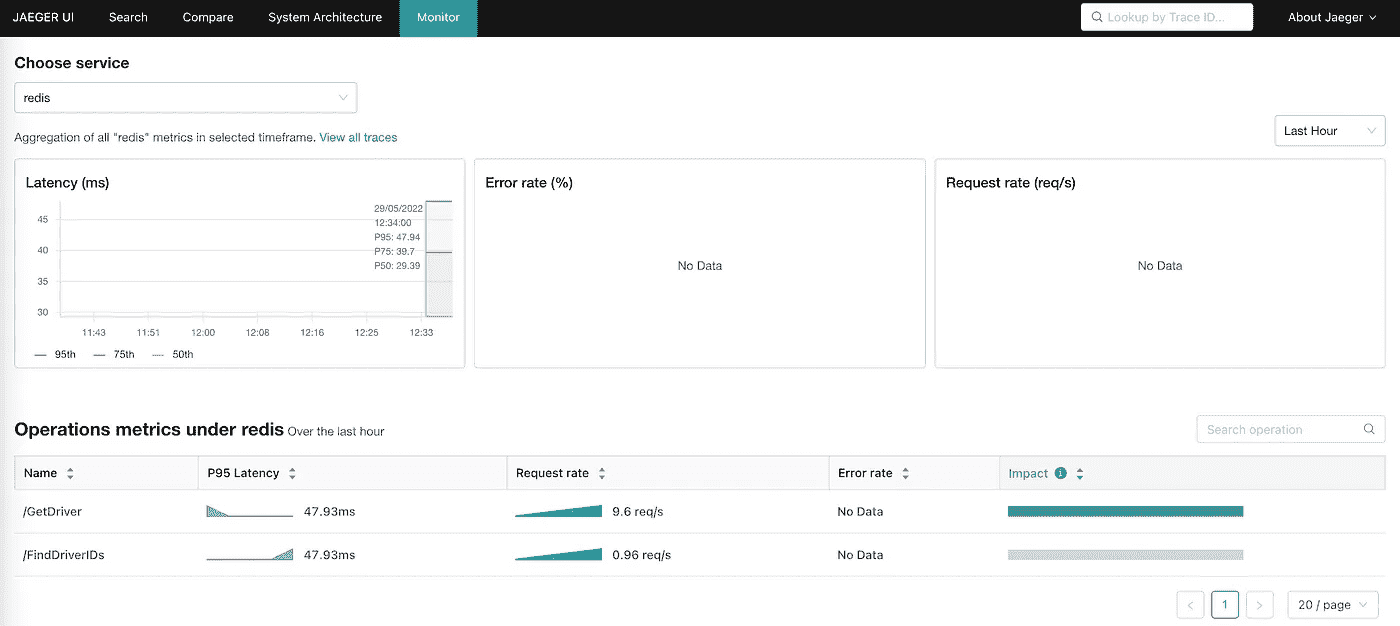 JAEGER UI Search Compare System Architecture Monitor Lookup by Trace ID... About Jaeger
Choose service
redis
Aggregation of all "redis" metrics in selected timeframe. View all traces
Last Hour
Latency (ms)
45
40
35
30
29/05/2022
12:34:00
P95: 47.94
P75: 39.7
P50: 29.39
11:43 11:51 12:00 12:08 12:16 12:25 12:33
95th 75th 50th
Error rate (%)
No Data
Request rate (req/s)
No Data
Operations metrics under redis Over the last hour
Search operation
Name P95 Latency Request rate Error rate Impact
/GetDriver 47.93ms 9.6 req/s No Data
/FindDriverIDs 47.93ms 0.96 req/s No Data
< 1 > 20 / page